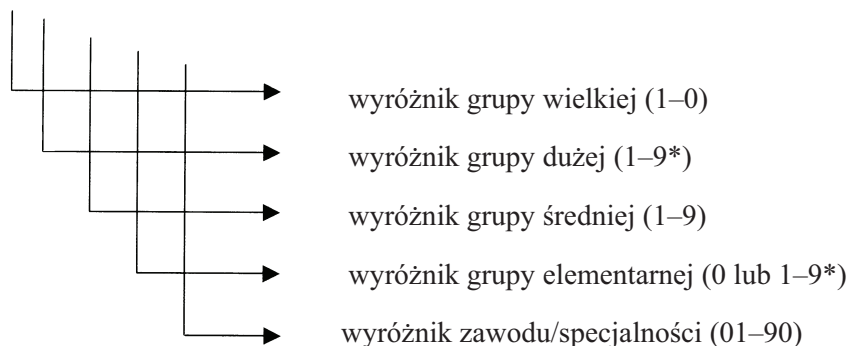 wyróżnik grupy wielkiej (1–0)
wyróżnik grupy dużej (1–9*)
wyróżnik grupy średniej (1–9)
wyróżnik grupy elementarnej (0 lub 1–9*)
wyróżnik zawodu/specjalności (01–90)